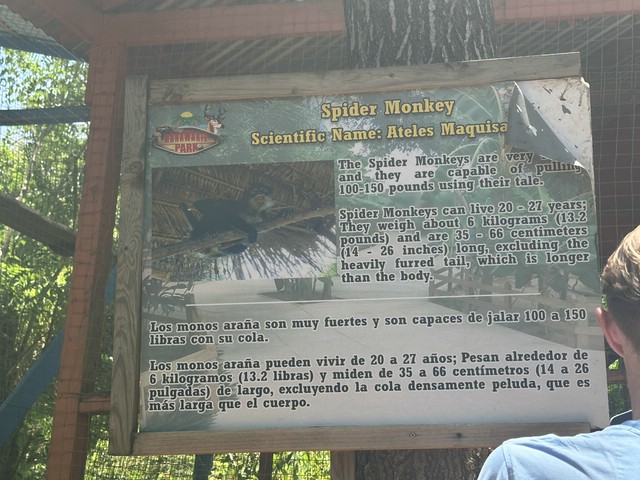 Spider Monkey
Scientific Name: Ateles Maquisa
PARK
The Spider Monkeys are very
and they are capable of pulling
100-150 pounds using their tale.
Spider Monkeys can live 20 - 27 years;
They weigh about 6 kilograms (13.2
pounds) and are 35 - 66 centimeters
(14 - 26 inches) long, excluding the
heavily furred tail, which is longer
than the body.
Los monos araña son muy fuertes y son capaces de jalar 100 a 150
libras con su cola.
Los monos araña pueden vivir de 20 a 27 años; Pesan alrededor de
6 kilogramos (13.2 libras) y miden de 35 a 66 centímetros (14 a 26
pulgadas) de largo, excluyendo la cola densamente peluda, que es
más larga que el cuerpo.